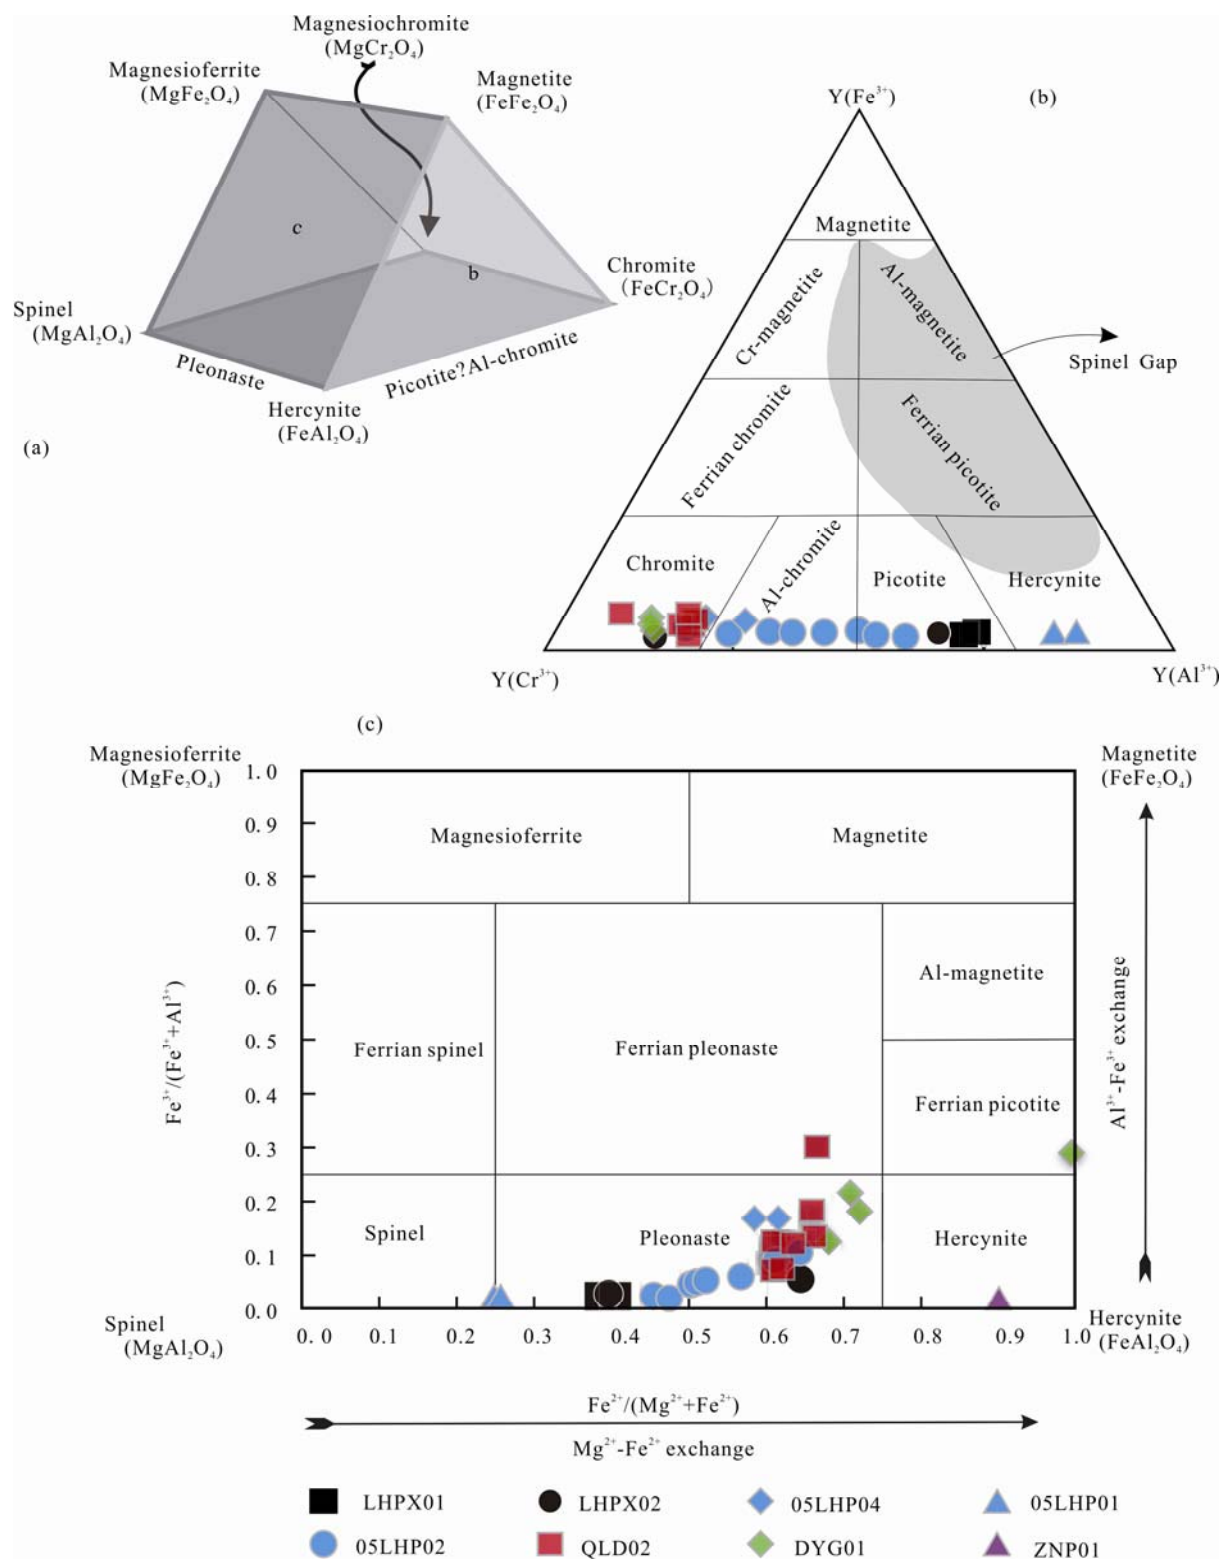 Magnesiochromite
(MgCr₂O₄)
Magnesioferrite
(MgFe₂O₄)
Magnetite
(FeFe₂O₄)
c
b
Chromite
(FeCr₂O₄)
Spinel
(MgAl₂O₄)
Pleonaste
Picotite?Al-chromite
Hercynite
(FeAl₂O₄)
(a)
Y(Fe³⁺)
(b)
Magnetite
Cr-magnetite
Al-magnetite
Spinel Gap
Ferrian chromite
Ferrian picotite
Chromite
Al-chromite
Picotite
Hercynite
Y(Cr³⁺)
Y(Al³⁺)
(c)
Magnesioferrite
(MgFe₂O₄)
Magnetite
(FeFe₂O₄)
1.0
0.9
0.8
0.7
0.6
0.5
0.4
0.3
0.2
0.1
0.0
Fe³⁺/(Fe³⁺+Al³⁺)
Magnesioferrite
Magnetite
Al-magnetite
Ferrian spinel
Ferrian pleonaste
Ferrian picotite
Spinel
Pleonaste
Hercynite
Al³⁺-Fe³⁺ exchange
Spinel
(MgAl₂O₄)
0.0 0.1 0.2 0.3 0.4 0.5 0.6 0.7 0.8 0.9 1.0
Hercynite
(FeAl₂O₄)
Fe²⁺/(Mg²⁺+Fe²⁺)
Mg²⁺-Fe²⁺ exchange
LHPX01 LHPX02 05LHP04 05LHP01
05LHP02 QLD02 DYG01 ZNP01